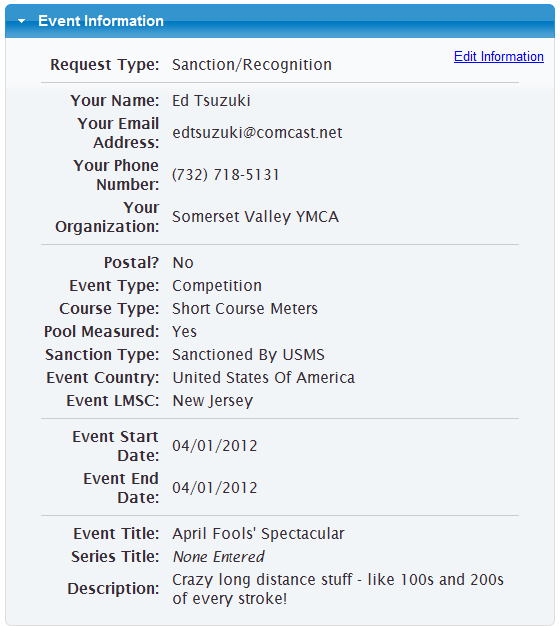 Event Information
Edit Information
Request Type: Sanction/Recognition
Your Name: Ed Tsuzuki
Your Email
Address: edtsuzuki@comcast.net
Your Phone
Number: (732) 718-5131
Your
Organization: Somerset Valley YMCA
Postal? No
Event Type: Competition
Course Type: Short Course Meters
Pool Measured: Yes
Sanction Type: Sanctioned By USMS
Event Country: United States Of America
Event LMSC: New Jersey
Event Start
Date: 04/01/2012
Event End
Date: 04/01/2012
Event Title: April Fools' Spectacular
Series Title: None Entered
Description: Crazy long distance stuff - like 100s and 200s
of every stroke!